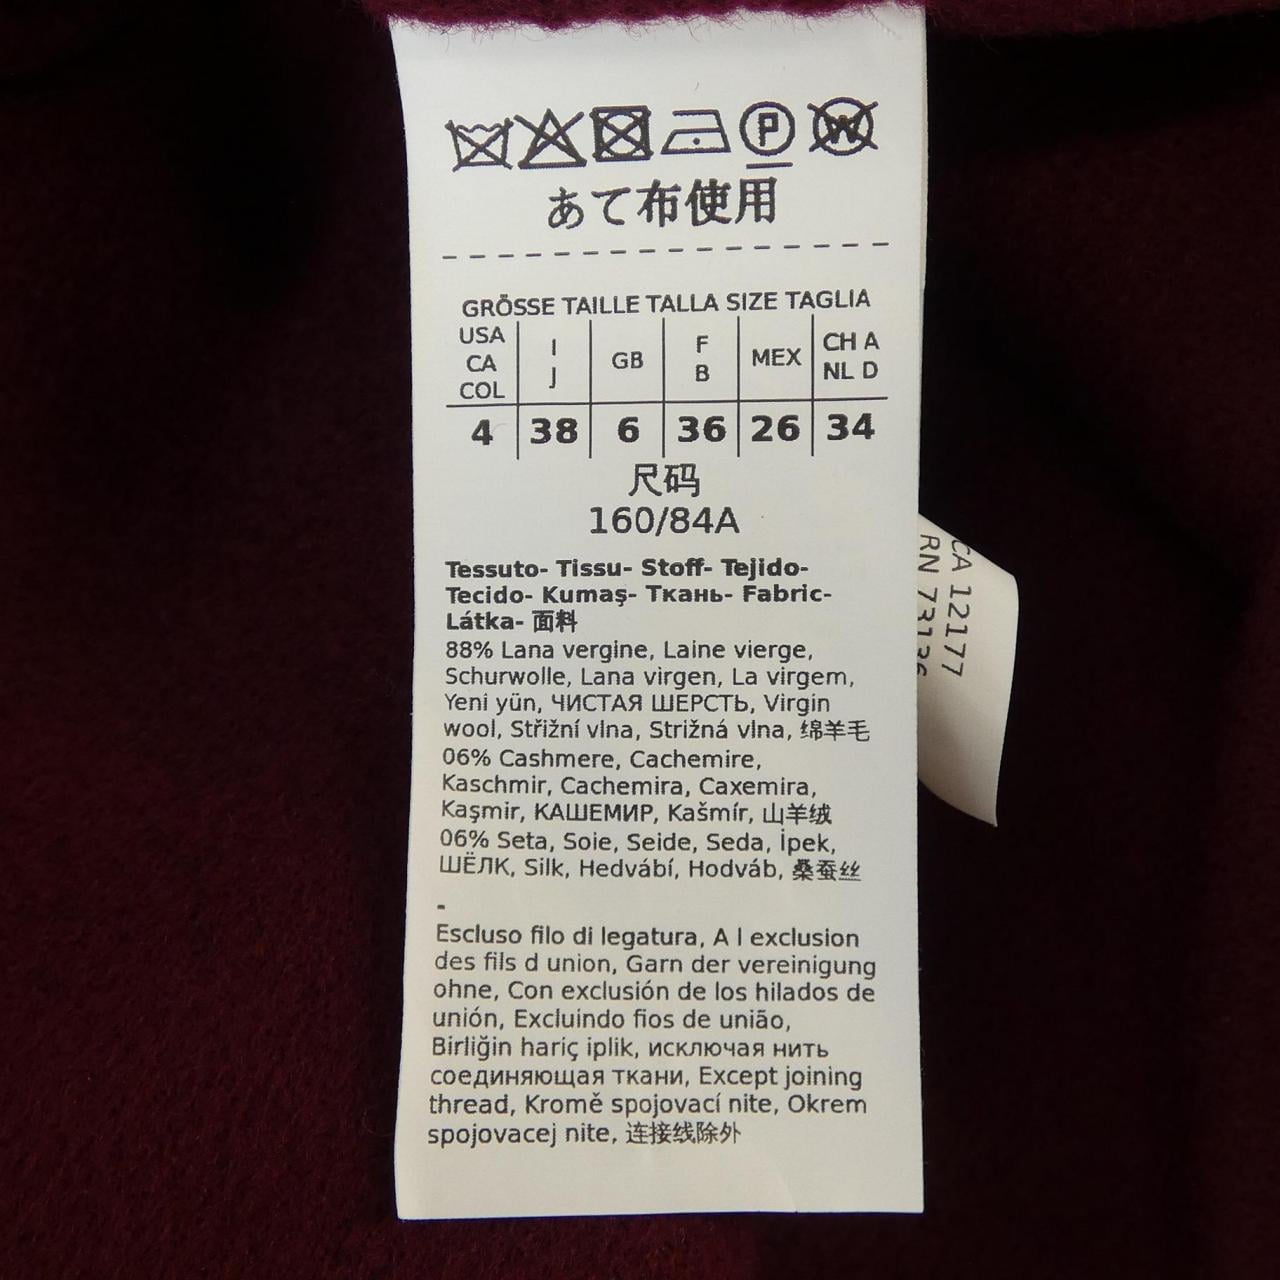 P W
あて布使用
GRÖSSE TAILLE TALLA SIZE TAGLIA
USA CA COL | I J | GB | F B | MEX | CH A NL D
4 | 38 | 6 | 36 | 26 | 34
尺码
160/84A
Tessuto- Tissu- Stoff- Tejido-
Tecido- Kumaş- Ткань- Fabric-
Látka- 面料
88% Lana vergine, Laine vierge,
Schurwolle, Lana virgen, La virgem,
Yeni yün, ЧИСТАЯ ШЕРСТЬ, Virgin
wool, Střižní vlna, Strižná vlna, 绵羊毛
06% Cashmere, Cachemire,
Kaschmir, Cachemira, Caxemira,
Kaşmir, КАШЕМИР, Kašmír, 山羊绒
06% Seta, Soie, Seide, Seda, İpek,
ШЁЛК, Silk, Hedvábí, Hodváb, 桑蚕丝
-
Escluso filo di legatura, A l exclusion
des fils d union, Garn der vereinigung
ohne, Con exclusión de los hilados de
unión, Excluindo fios de união,
Birliğin hariç iplik, исключая нить
соединяющая ткани, Except joining
thread, Kromě spojovací nite, Okrem
spojovacej nite, 连接线除外
CA 12177
RN 73136